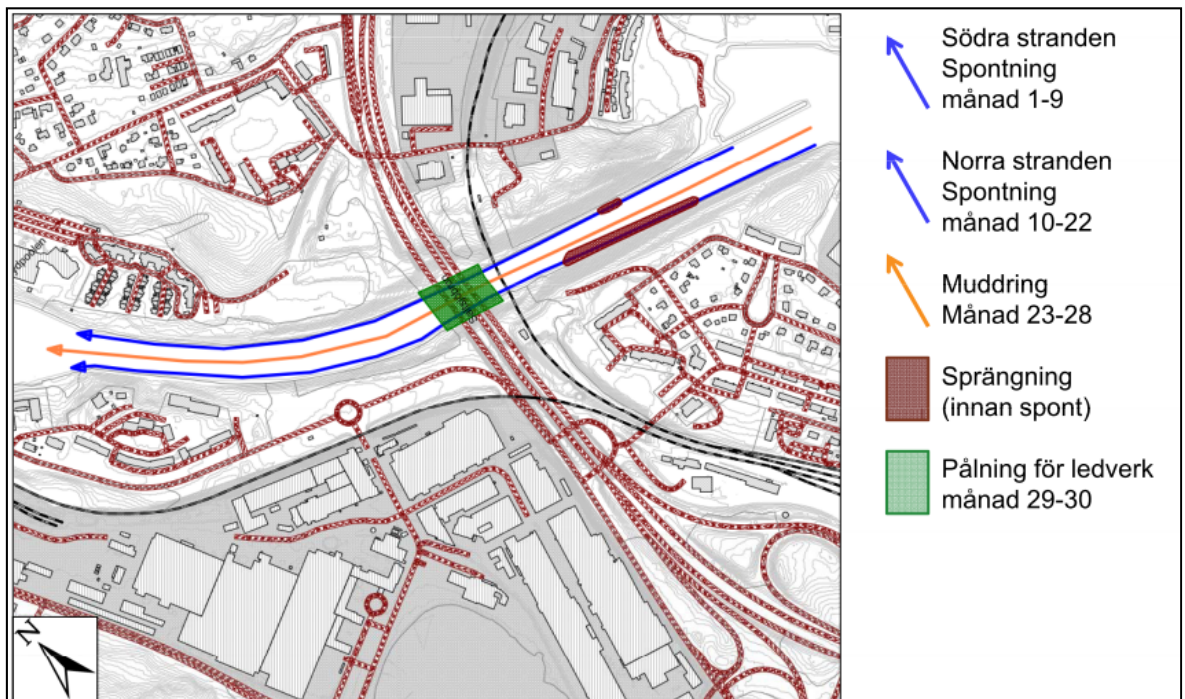 Södra stranden
Spontning
månad 1-9
Norra stranden
Spontning
månad 10-22
Muddring
Månad 23-28
Sprängning
(innan spont)
Pålning för ledverk
månad 29-30
N